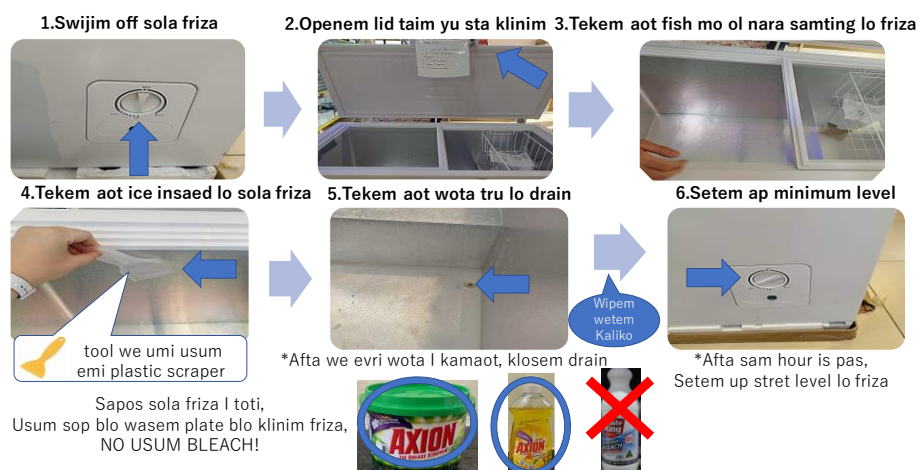 1.Swijim off sola friza
2.Openem lid taim yu sta klinim
3.Tekem aot fish mo ol nara samting lo friza
4.Tekem aot ice insaed lo sola friza
5.Tekem aot wota tru lo drain
6.Setem ap minimum level
Wipem
wetem
Kaliko
tool we umi usum
emi plastic scraper
*Afta we evri wota I kamaot, klosem drain
*Afta sam hour is pas,
Setem up stret level lo friza
Sapos sola friza I toti,
Usum sop blo wasem plate blo klinim friza,
NO USUM BLEACH!
AXION
AXION
King
BLEACH